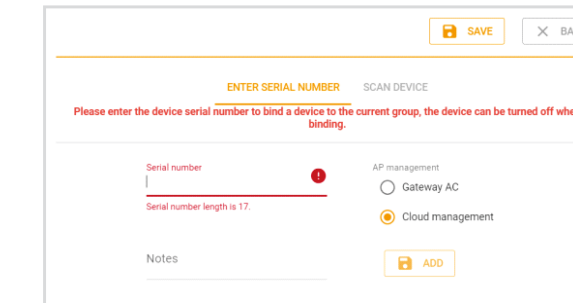 SAVE
BA
ENTER SERIAL NUMBER
SCAN DEVICE
Please enter the device serial number to bind a device to the current group, the device can be turned off whe
binding.
Serial number
AP management
Gateway AC
Serial number length is 17.
Cloud management
Notes
ADD